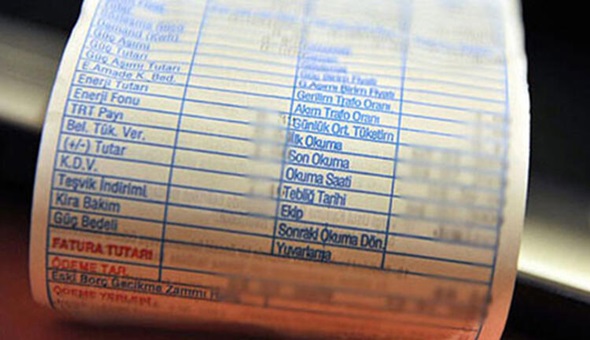 Güç Aşımı
Güç Tutarı
Güç Aşımı Tutarı
E.Amade K. Bed.
Enerji Tutarı
Enerji Fonu
TRT Payı
Bel. Tük. Ver.
(+/-) Tutar
K.D.V.
Teşvik İndirimi.
Kira Bakım
Güç Bedeli
FATURA TUTARI
ÖDEME TAR.
Eski Borç Gecikme Zammı
ÖDEME YERLERİ
Güç Birim Fiyatı
G.Aşımı Birim Fiyatı
Gerilim Trafo Oranı
Akım Trafo Oranı
Günlük Ort. Tüketim
İlk Okuma
Son Okuma
Okuma Saati
Tebliğ Tarihi
Ekip
Sonraki Okuma Dön.
Yuvarlama